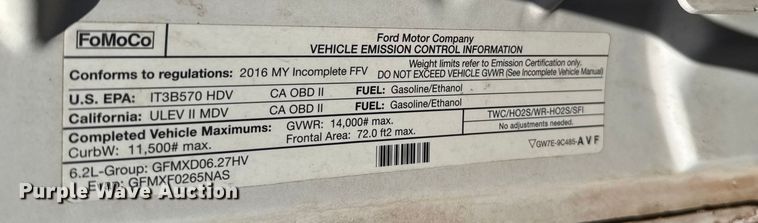 FoMoCo
Ford Motor Company
VEHICLE EMISSION CONTROL INFORMATION
Conforms to regulations: 2016 MY Incomplete FFV
Weight limits refer to Emission Certification only.
DO NOT EXCEED VEHICLE GVWR (See Incomplete Vehicle Manual)
U.S. EPA: IT3B570 HDV CA OBD II FUEL: Gasoline/Ethanol
California: ULEV II MDV CA OBD II FUEL: Gasoline/Ethanol
Completed Vehicle Maximums: GVWR: 14,000# max.
CurbW: 11,500# max. Frontal Area: 72.0 ft2 max.
TWC/HO2S/WR-HO2S/SFI
No adjustments needed.
6.2L-Group: GFMXD06.27HV
Evap: GFMXF0265NAS
▽GW7E-9C485-AVF
Purple Wave Auction